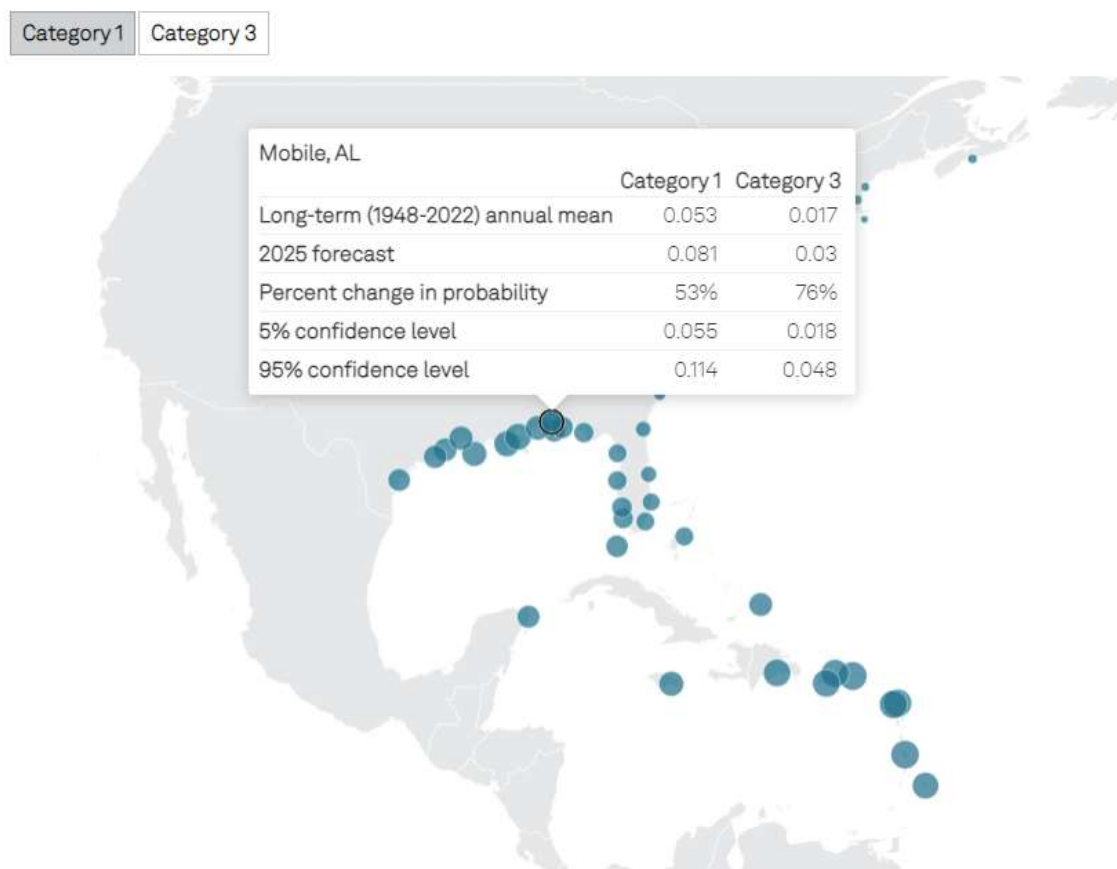 Category 1 Category 3
Mobile, AL
Category 1 Category 3
Long-term (1948-2022) annual mean 0.053 0.017
2025 forecast 0.081 0.03
Percent change in probability 53% 76%
5% confidence level 0.055 0.018
95% confidence level 0.114 0.048